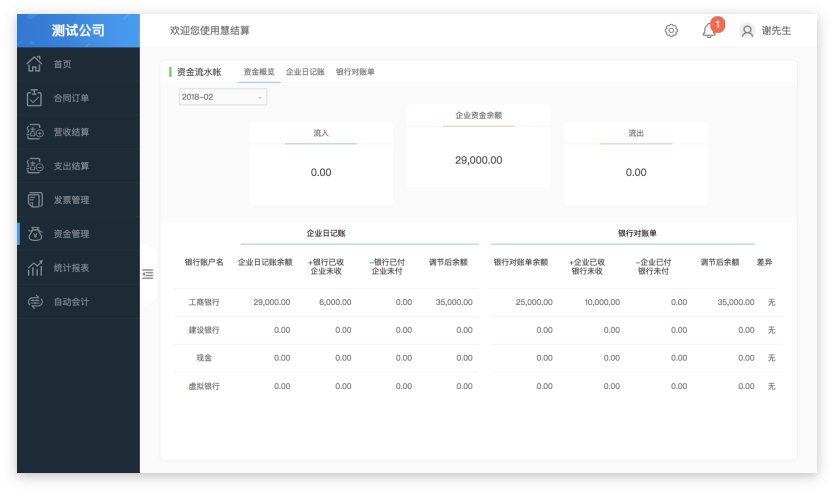 测试公司
欢迎您使用慧结算
1
谢先生
首页
合同订单
营收结算
支出结算
发票管理
资金管理
统计报表
自动会计
资金流水帐 资金概览 企业日记账 银行对账单
2018-02
流入
0.00
企业资金余额
29,000.00
流出
0.00
企业日记账 银行对账单
银行账户名 企业日记账余额 +银行已收 企业未收 -银行已付 企业未付 调节后余额 银行对账单余额 +企业已收 银行未收 -企业已付 银行未付 调节后余额 差异
工商银行 29,000.00 6,000.00 0.00 35,000.00 25,000.00 10,000.00 0.00 35,000.00 无
建设银行 0.00 0.00 0.00 0.00 0.00 0.00 0.00 0.00 无
现金 0.00 0.00 0.00 0.00 0.00 0.00 0.00 0.00 无
虚拟银行 0.00 0.00 0.00 0.00 0.00 0.00 0.00 0.00 无